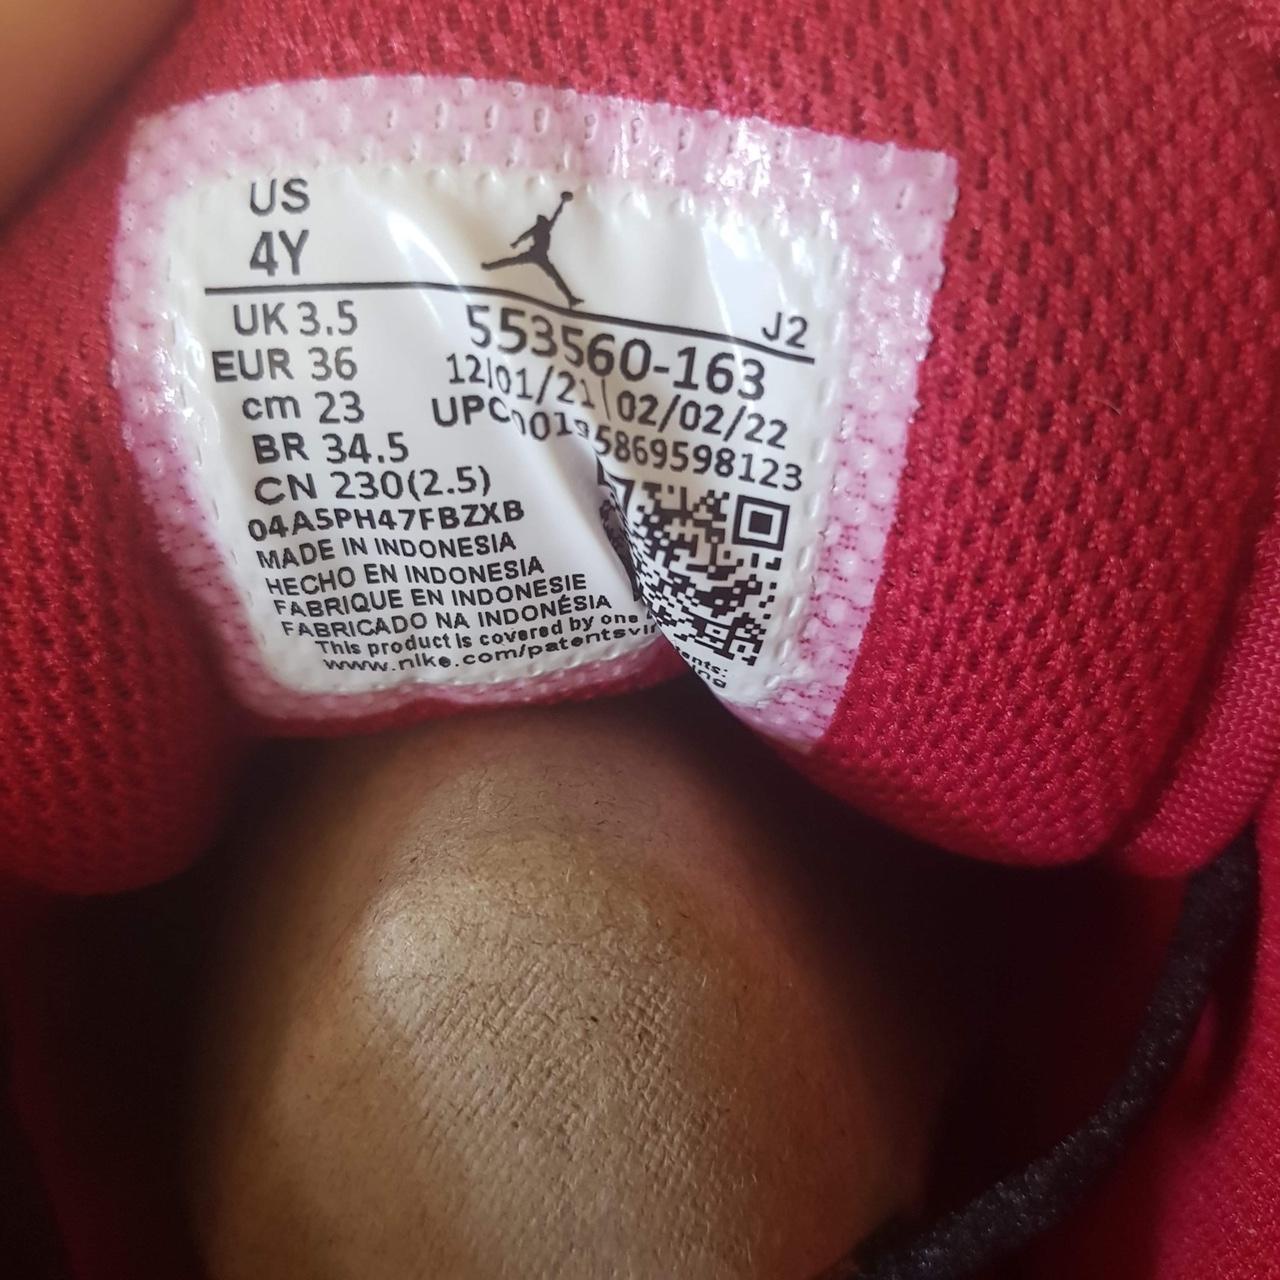 US
4Y
UK 3.5
EUR 36
cm 23
BR 34.5
CN 230(2.5)
04A5PH47FBZXB
MADE IN INDONESIA
HECHO EN INDONESIA
FABRIQUE EN INDONESIE
FABRICADO NA INDONÉSIA
J2
553560-163
12/01/21 02/02/22
UPC 00195869598123
This product is covered by one
www.nike.com/patents